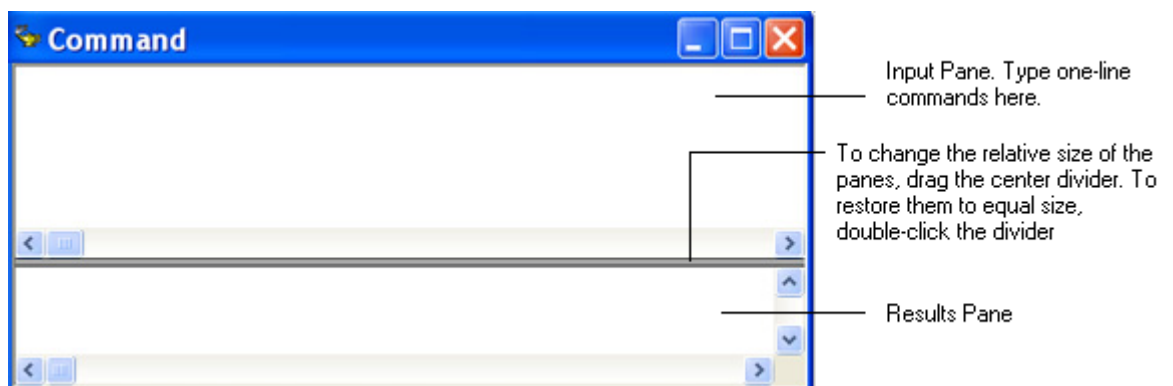 Command
Input Pane. Type one-line
commands here.
To change the relative size of the
panes, drag the center divider. To
restore them to equal size,
double-click the divider
Results Pane